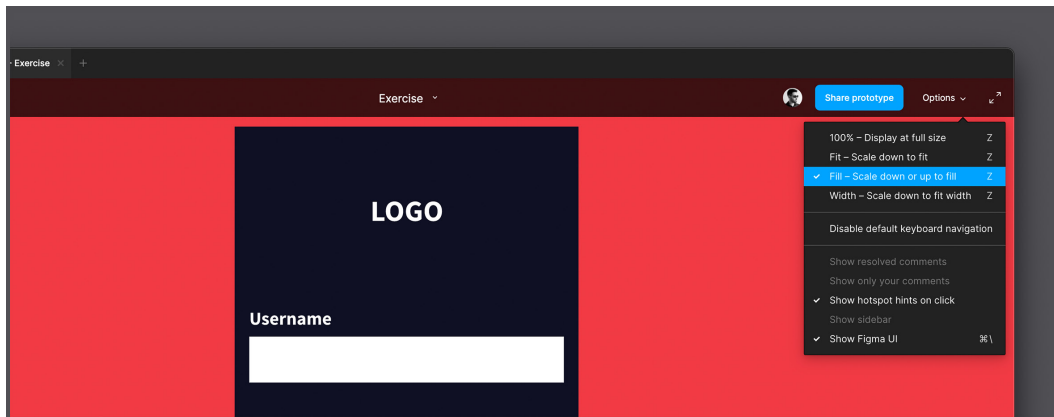 Exercise
Exercise
Share prototype
Options
LOGO
Username
100% – Display at full size Z
Fit – Scale down to fit Z
Fill – Scale down or up to fill Z
Width – Scale down to fit width Z
Disable default keyboard navigation
Show resolved comments
Show only your comments
Show hotspot hints on click
Show sidebar
Show Figma UI ⌘\